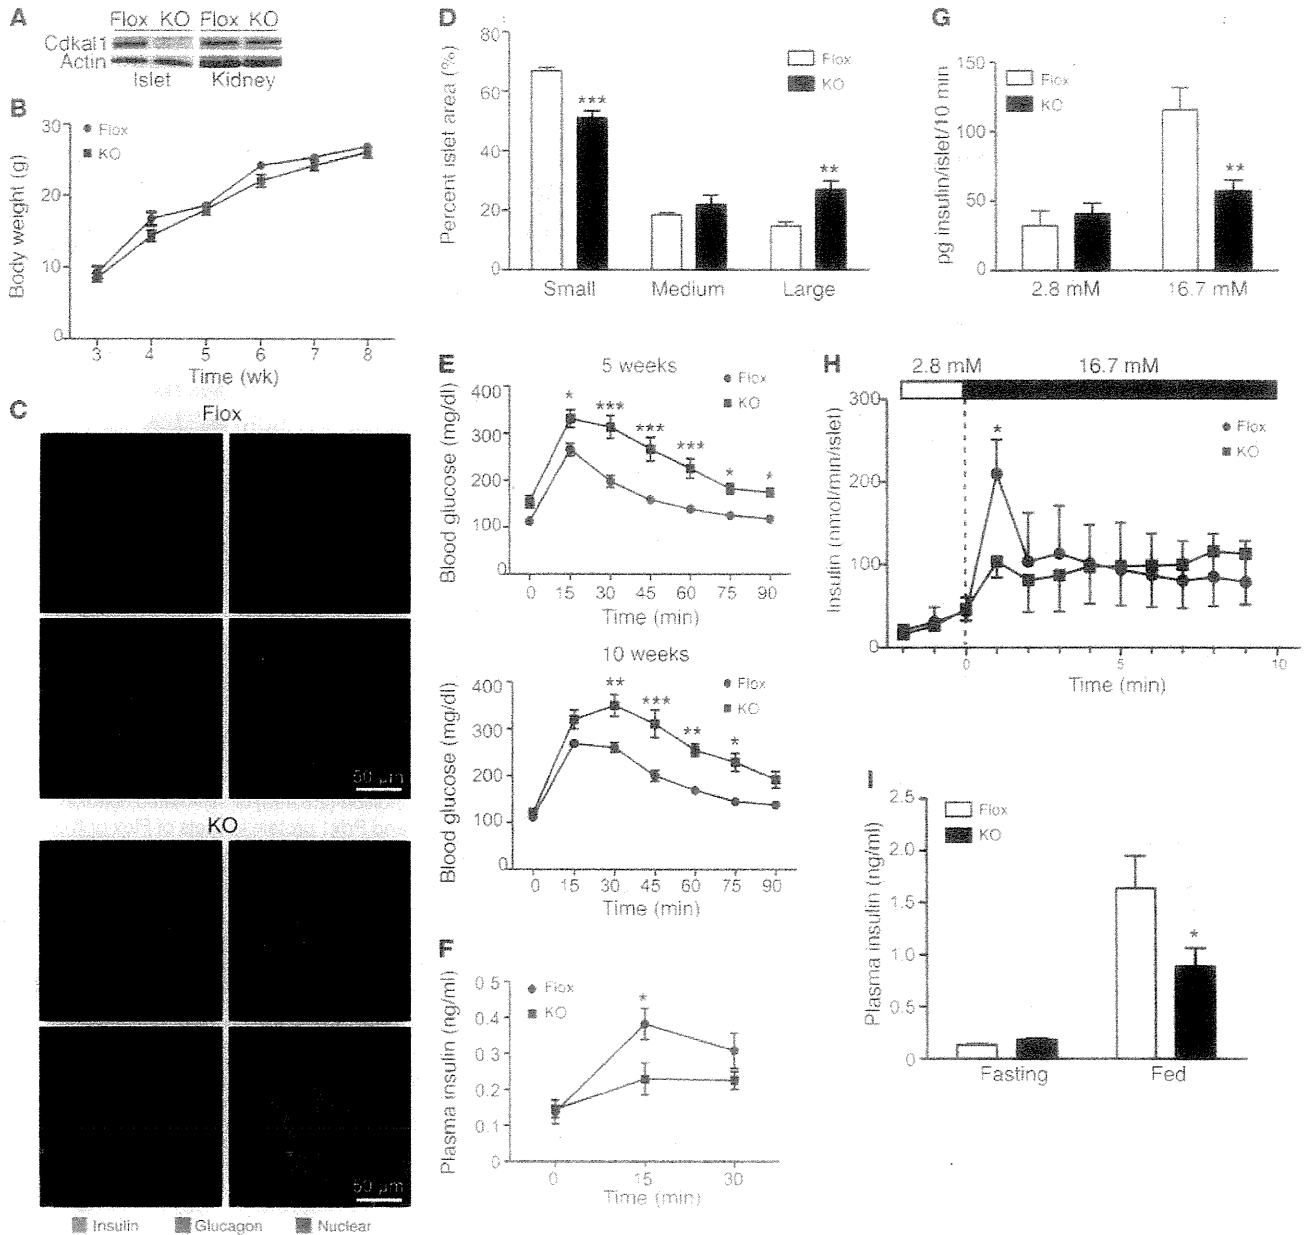 A
Flox KO Flox KO
Cdkal1
Actin
Islet Kidney
B
Body weight (g)
30
20
10
0
Flox
KO
3 4 5 6 7 8
Time (wk)
C
Flox
50 μm
KO
50 μm
Insulin Glucagon Nuclear
D
Percent islet area (%)
80
60
40
20
0
Flox
KO
***
**
Small Medium Large
E
5 weeks
Blood glucose (mg/dl)
400
300
200
100
0
Flox
KO
* *** *** *** * *
0 15 30 45 60 75 90
Time (min)
10 weeks
Blood glucose (mg/dl)
400
300
200
100
0
Flox
KO
** *** ** *
0 15 30 45 60 75 90
Time (min)
F
Plasma insulin (ng/ml)
0.5
0.4
0.3
0.2
0.1
0
Flox
KO
*
0 15 30
Time (min)
G
pg insulin/islet/10 min
150
100
50
0
Flox
KO
**
2.8 mM 16.7 mM
H
2.8 mM 16.7 mM
Insulin (nmol/min/islet)
300
200
100
0
Flox
KO
*
0 5 10
Time (min)
I
Plasma insulin (ng/ml)
2.5
2.0
1.5
1.0
0.5
0
Flox
KO
*
Fasting Fed